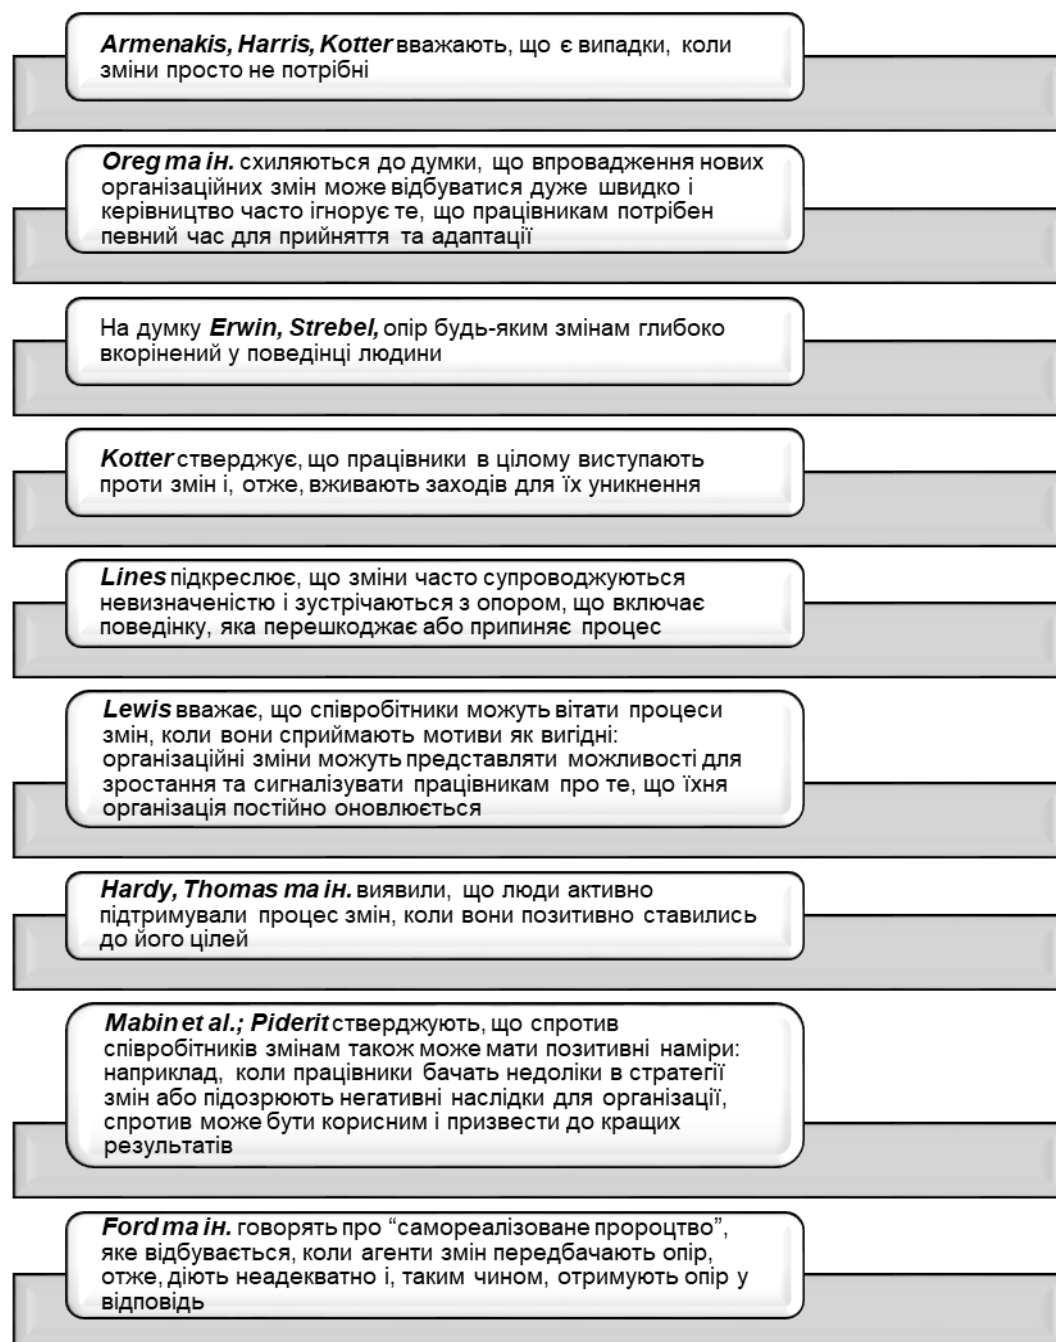 Armenakis, Harris, Kotter вважають, що є випадки, коли
зміни просто не потрібні
Oreg та ін. схиляються до думки, що впровадження нових
організаційних змін може відбуватися дуже швидко і
керівництво часто ігнорує те, що працівникам потрібен
певний час для прийняття та адаптації
На думку Erwin, Strebel, опір будь-яким змінам глибоко
вкорінений у поведінці людини
Kotter стверджує, що працівники в цілому виступають
проти змін і, отже, вживають заходів для їх уникнення
Lines підкреслює, що зміни часто супроводжуються
невизначеністю і зустрічаються з опором, що включає
поведінку, яка перешкоджає або припиняє процес
Lewis вважає, що співробітники можуть вітати процеси
змін, коли вони сприймають мотиви як вигідні:
організаційні зміни можуть представляти можливості для
зростання та сигналізувати працівникам про те, що їхня
організація постійно оновлюється
Hardy, Thomas та ін. виявили, що люди активно
підтримували процес змін, коли вони позитивно ставились
до його цілей
Mabin et al.; Piderit стверджують, що спротив
співробітників змінам також може мати позитивні наміри:
наприклад, коли працівники бачать недоліки в стратегії
змін або підозрюють негативні наслідки для організації,
спротив може бути корисним і призвести до кращих
результатів
Ford та ін. говорять про “самореалізоване пророцтво”,
яке відбувається, коли агенти змін передбачають опір,
отже, діють неадекватно і, таким чином, отримують опір у
відповідь